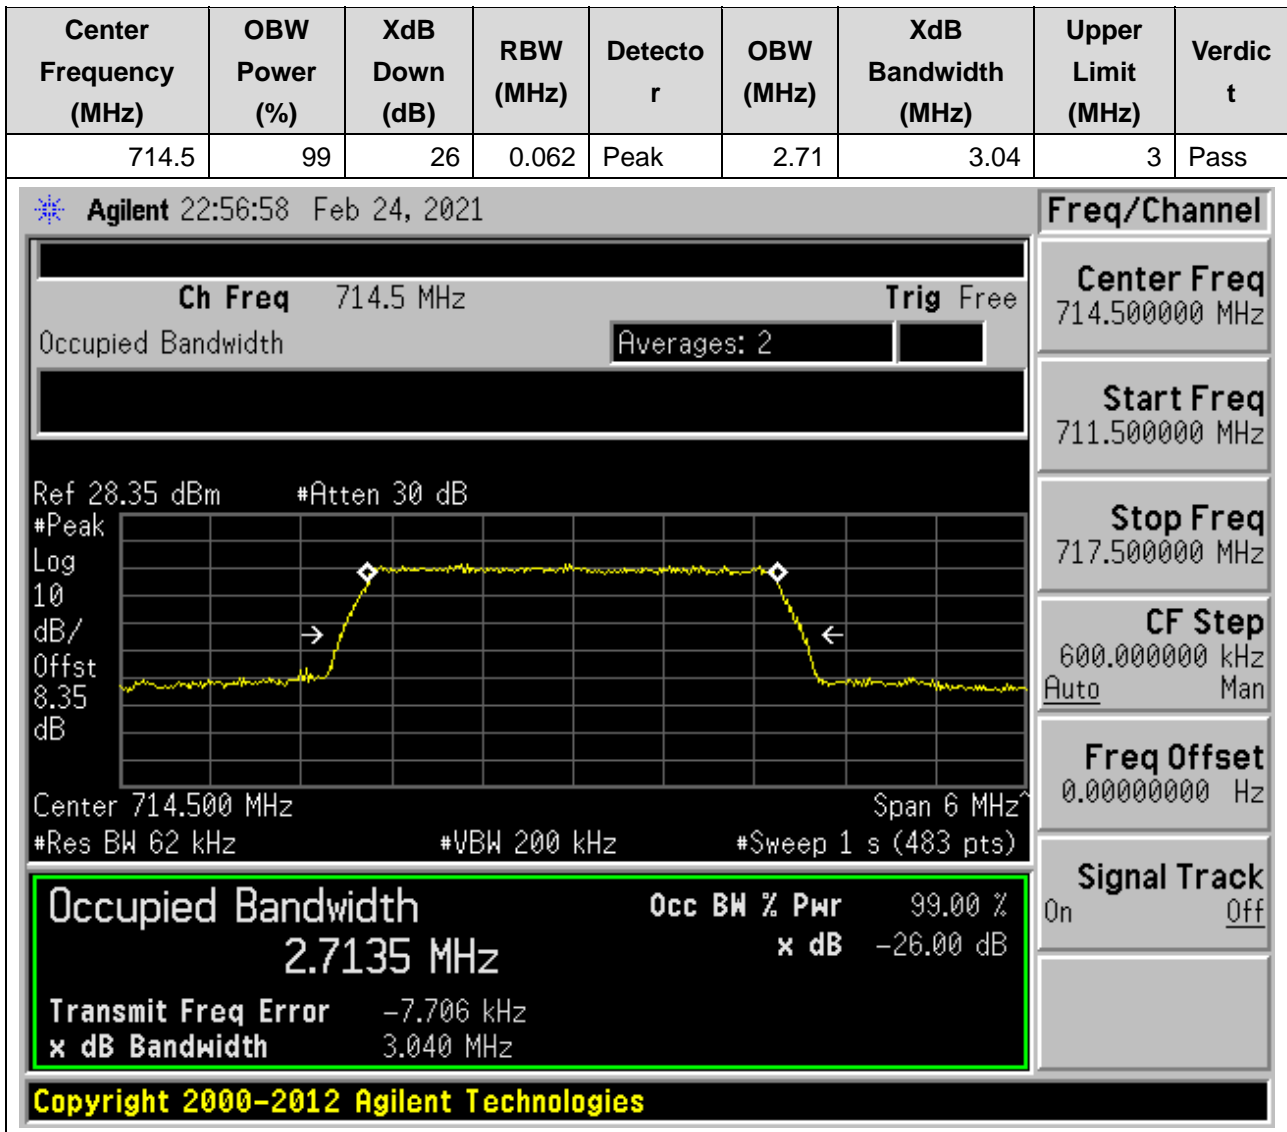 Center Frequency (MHz) OBW Power (%) XdB Down (dB) RBW (MHz) Detector OBW (MHz) XdB Bandwidth (MHz) Upper Limit (MHz) Verdict
714.5 99 26 0.062 Peak 2.71 3.04 3 Pass
Agilent 22:56:58 Feb 24, 2021
Ch Freq 714.5 MHz Trig Free
Occupied Bandwidth Averages: 2
Ref 28.35 dBm #Atten 30 dB
#Peak
Log
10
dB/
Offst
8.35
dB
Center 714.500 MHz Span 6 MHz^
#Res BW 62 kHz #VBW 200 kHz #Sweep 1 s (483 pts)
Occupied Bandwidth Occ BW % Pwr 99.00 %
2.7135 MHz x dB -26.00 dB
Transmit Freq Error -7.706 kHz
x dB Bandwidth 3.040 MHz
Copyright 2000-2012 Agilent Technologies
Freq/Channel
Center Freq
714.500000 MHz
Start Freq
711.500000 MHz
Stop Freq
717.500000 MHz
CF Step
600.000000 kHz
Auto Man
Freq Offset
0.00000000 Hz
Signal Track
On Off